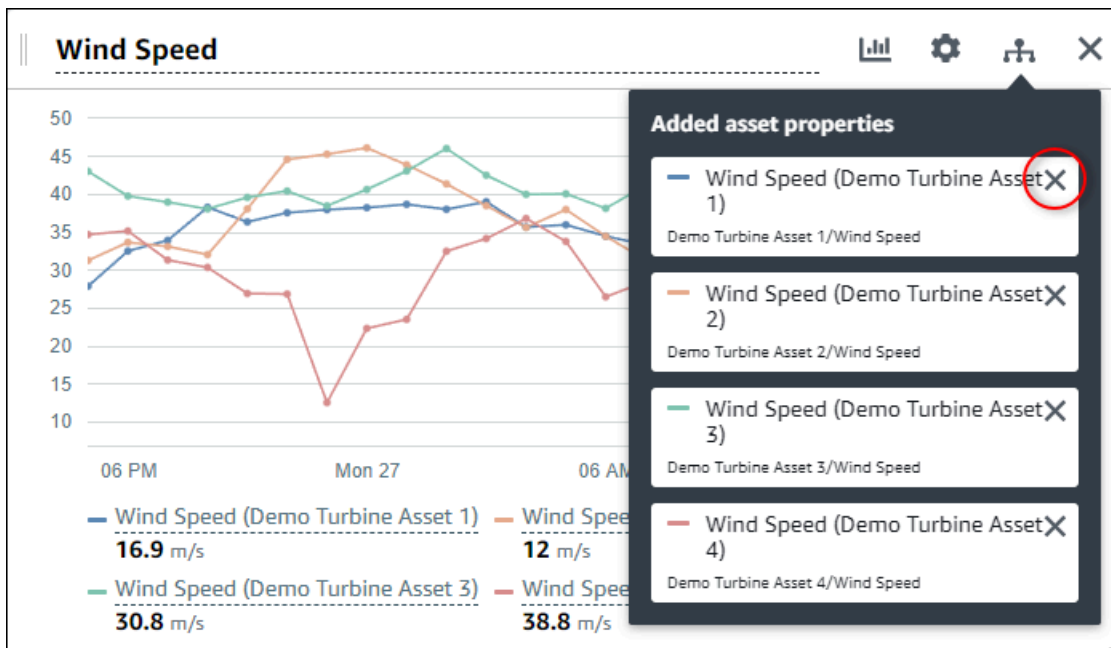 Wind Speed
50
45
40
35
30
25
20
15
10
06 PM
Mon 27
06 AM
Wind Speed (Demo Turbine Asset 1)
16.9 m/s
Wind Spee
12 m/s
Wind Speed (Demo Turbine Asset 3)
30.8 m/s
Wind Spee
38.8 m/s
Added asset properties
Wind Speed (Demo Turbine Asset
1)
Demo Turbine Asset 1/Wind Speed
Wind Speed (Demo Turbine Asset
2)
Demo Turbine Asset 2/Wind Speed
Wind Speed (Demo Turbine Asset
3)
Demo Turbine Asset 3/Wind Speed
Wind Speed (Demo Turbine Asset
4)
Demo Turbine Asset 4/Wind Speed